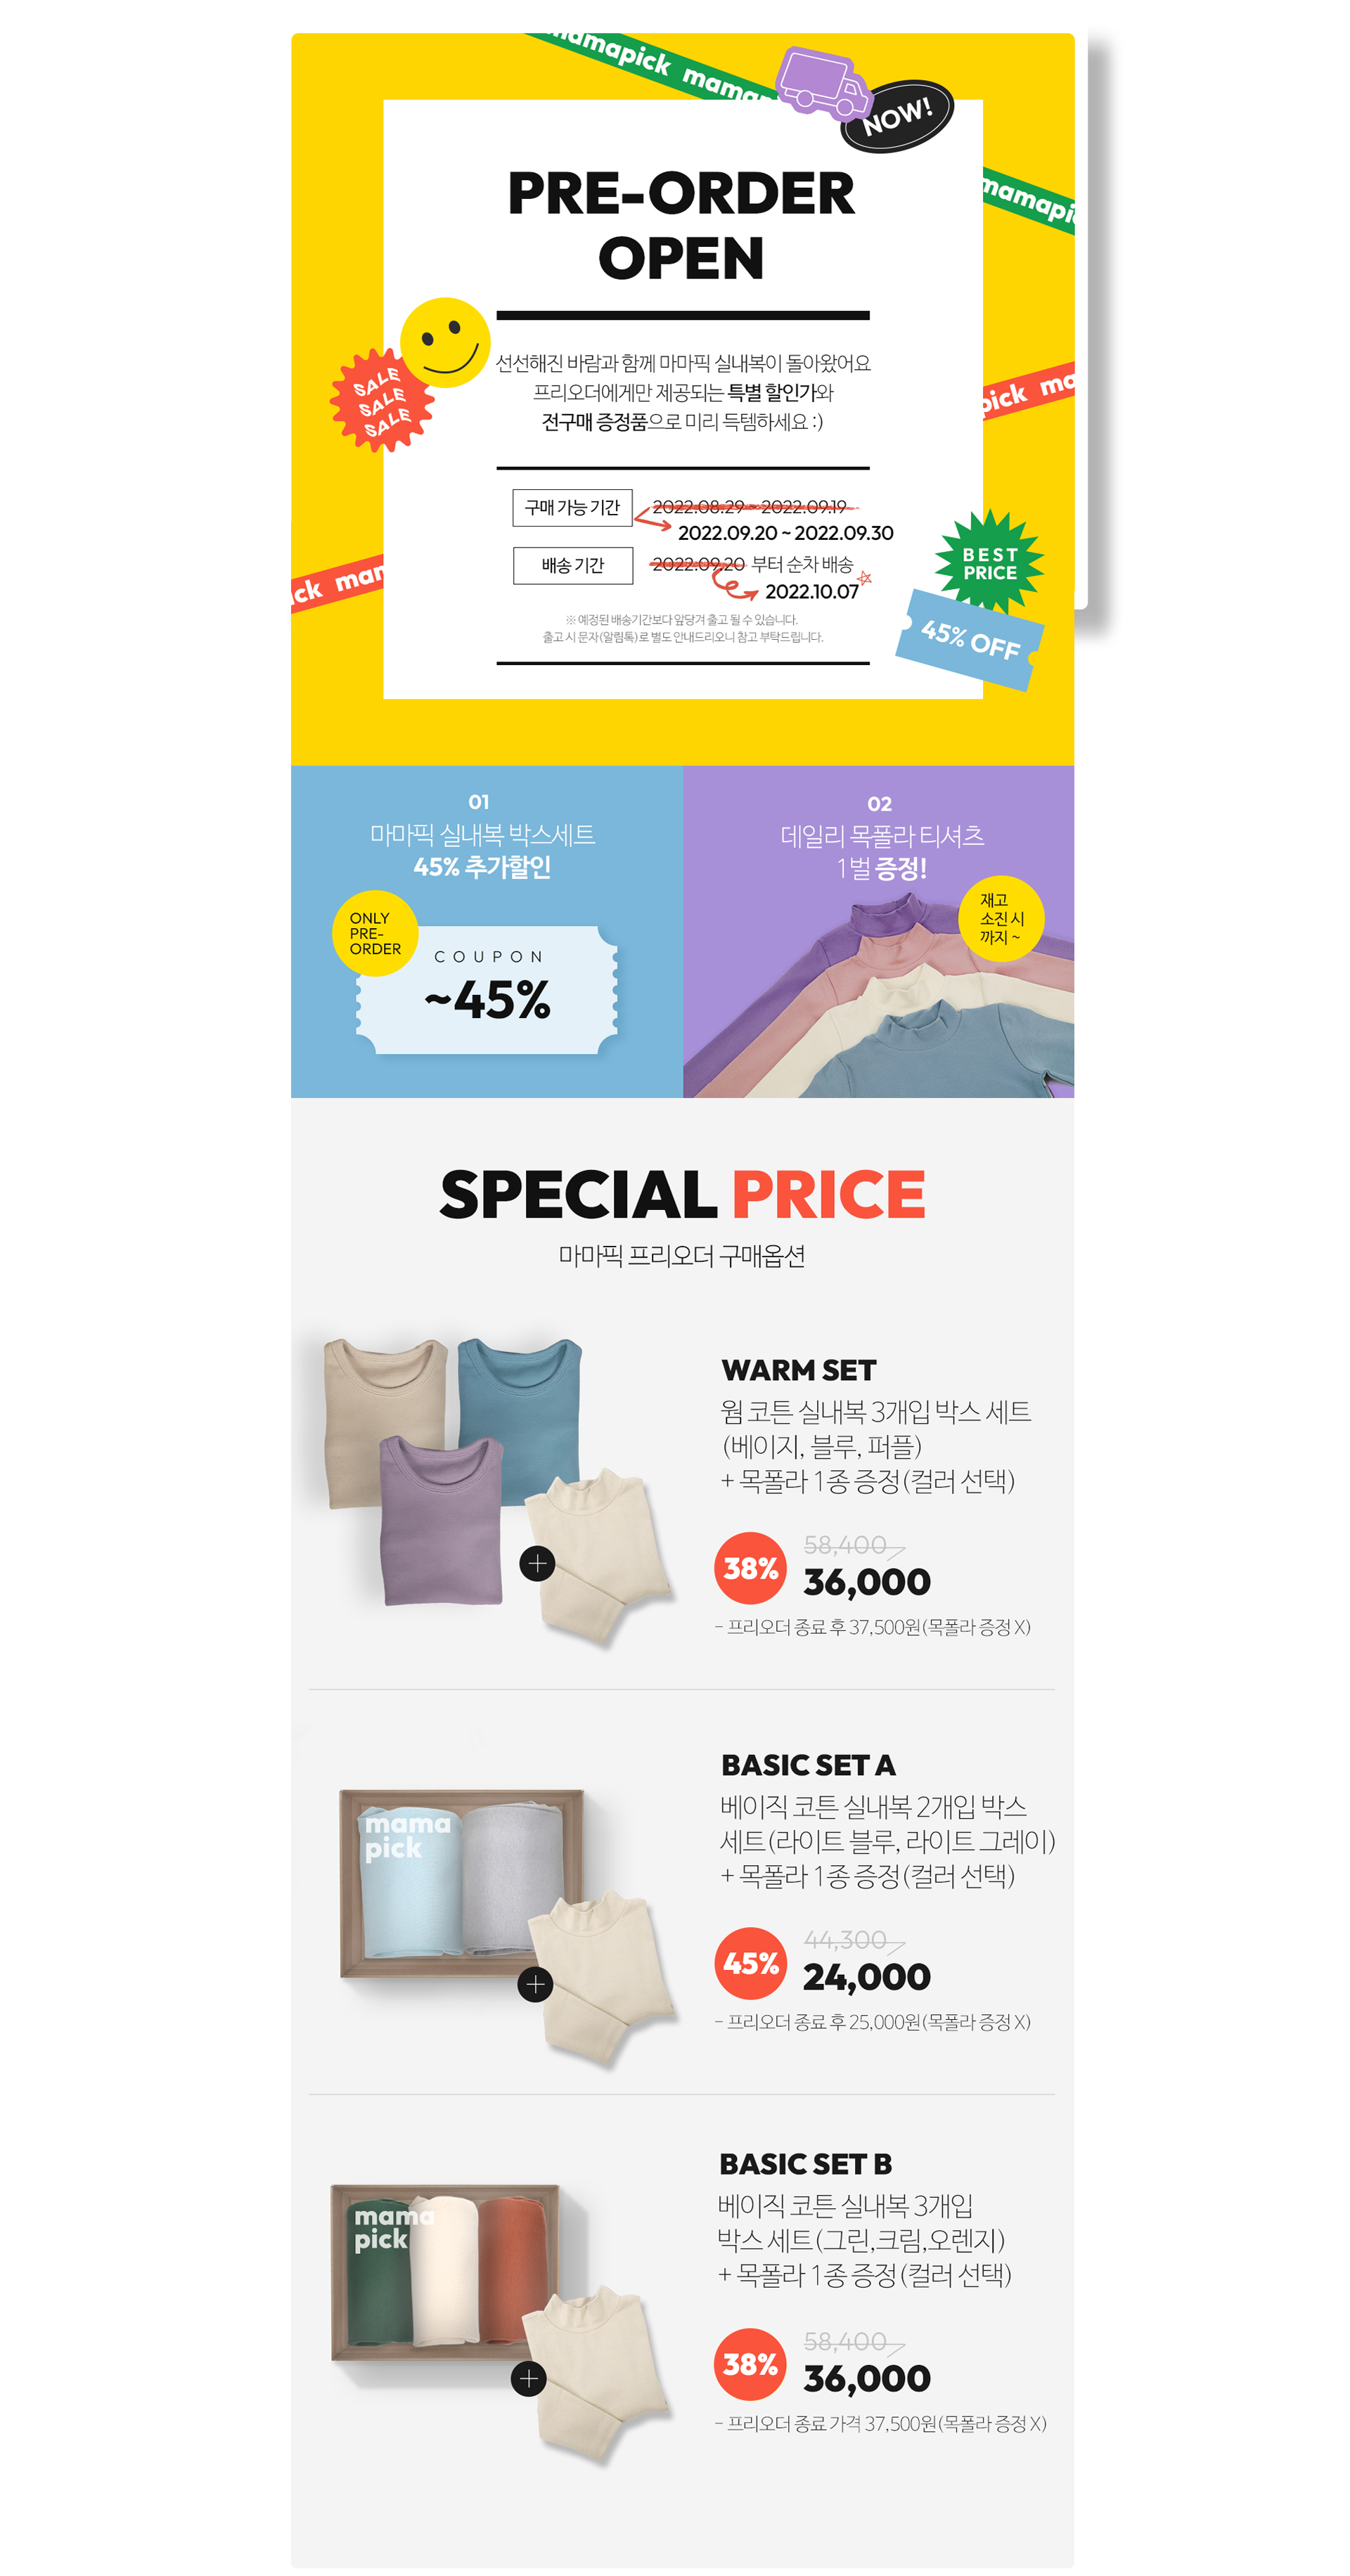 mamapick mamap
NOW!
mamapi
PRE-ORDER
OPEN
SALE
SALE
SALE
선선해진 바람과 함께 마마픽 실내복이 돌아왔어요
프리오더에게만 제공되는 특별 할인가와
전구매 증정품으로 미리 득템하세요 :)
pick ma
구매 가능 기간
2022.08.29 ~ 2022.09.19
2022.09.20 ~ 2022.09.30
배송 기간
2022.09.20 부터 순차 배송
2022.10.07
ck mam
BEST
PRICE
45% OFF
※ 예정된 배송기간보다 앞당겨 출고 될 수 있습니다.
출고 시 문자(알림톡)로 별도 안내드리오니 참고 부탁드립니다.
01
마마픽 실내복 박스세트
45% 추가할인
ONLY
PRE-
ORDER
COUPON
~45%
02
데일리 목폴라 티셔츠
1벌 증정!
재고
소진 시
까지 ~
SPECIAL PRICE
마마픽 프리오더 구매옵션
WARM SET
웜 코튼 실내복 3개입 박스 세트
(베이지, 블루, 퍼플)
+ 목폴라 1종 증정(컬러 선택)
38%
58,400
36,000
- 프리오더 종료 후 37,500원(목폴라 증정 X)
BASIC SET A
베이직 코튼 실내복 2개입 박스
세트(라이트 블루, 라이트 그레이)
+ 목폴라 1종 증정(컬러 선택)
mama
pick
45%
44,300
24,000
- 프리오더 종료 후 25,000원(목폴라 증정 X)
BASIC SET B
베이직 코튼 실내복 3개입
박스 세트(그린,크림,오렌지)
+ 목폴라 1종 증정(컬러 선택)
mama
pick
38%
58,400
36,000
- 프리오더 종료 가격 37,500원(목폴라 증정 X)